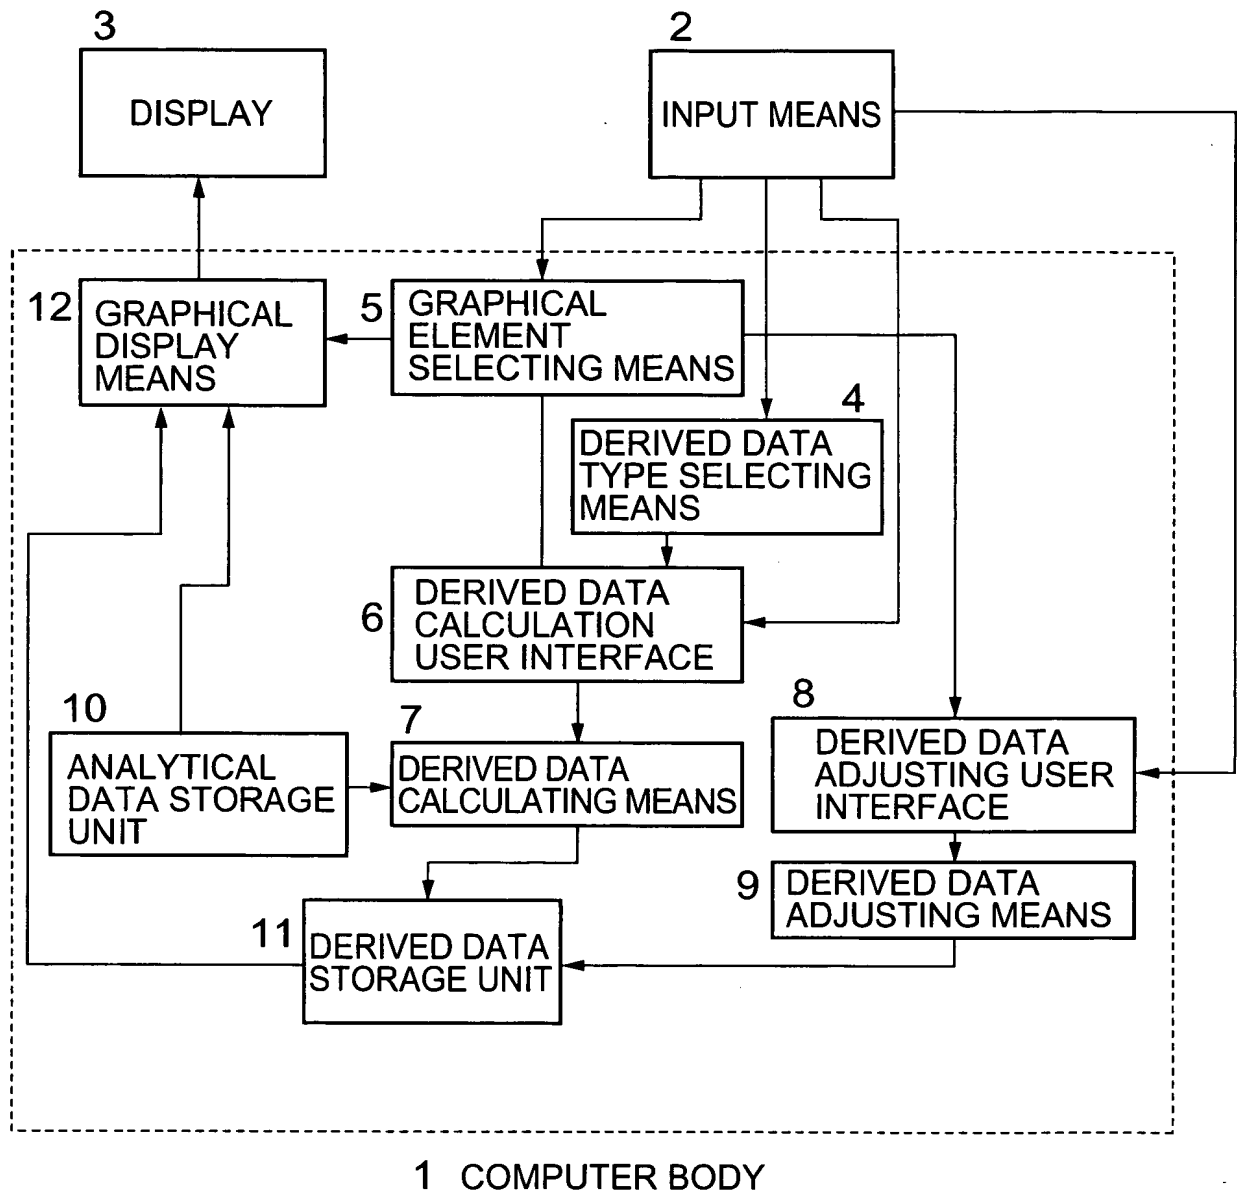 3
DISPLAY
2
INPUT MEANS
12
GRAPHICAL
DISPLAY
MEANS
5
GRAPHICAL
ELEMENT
SELECTING MEANS
4
DERIVED DATA
TYPE SELECTING
MEANS
6
DERIVED DATA
CALCULATION
USER INTERFACE
10
ANALYTICAL
DATA STORAGE
UNIT
7
DERIVED DATA
CALCULATING MEANS
8
DERIVED DATA
ADJUSTING USER
INTERFACE
9
DERIVED DATA
ADJUSTING MEANS
11
DERIVED DATA
STORAGE UNIT
1 COMPUTER BODY